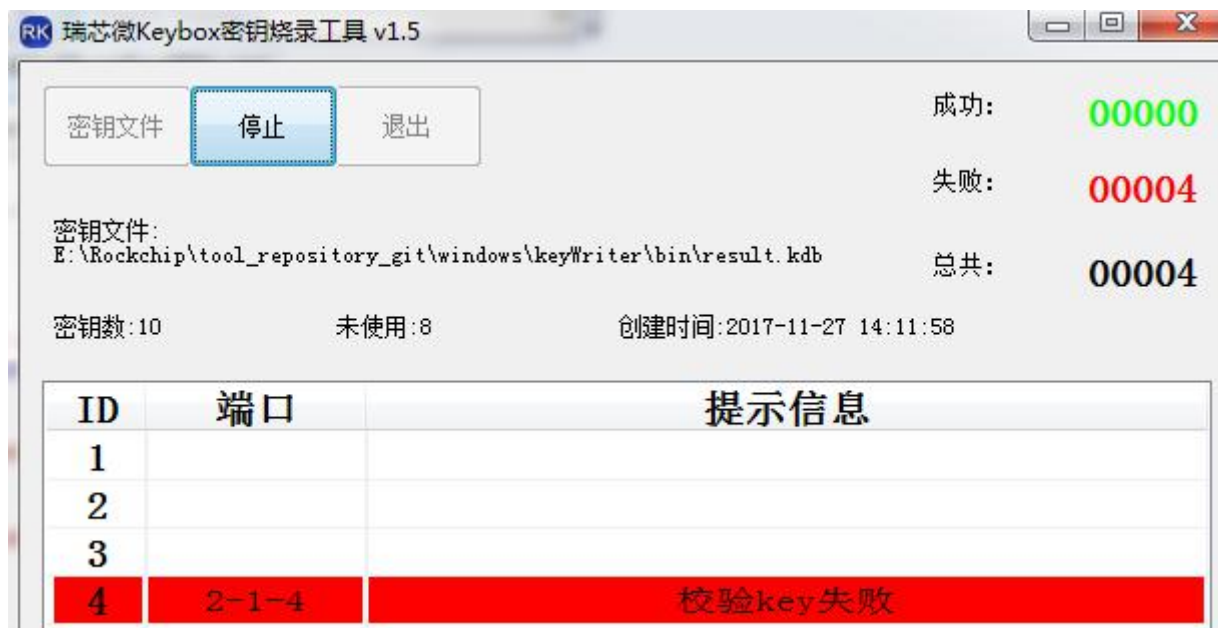 RK 瑞芯微Keybox密钥烧录工具 v1.5
密钥文件 停止 退出
成功： 00000
失败： 00004
密钥文件:
E:\Rockchip\tool_repository_git\windows\keyWriter\bin\result.kdb
总共： 00004
密钥数:10 未使用:8 创建时间:2017-11-27 14:11:58
ID 端口 提示信息
1
2
3
4 2-1-4 校验key失败